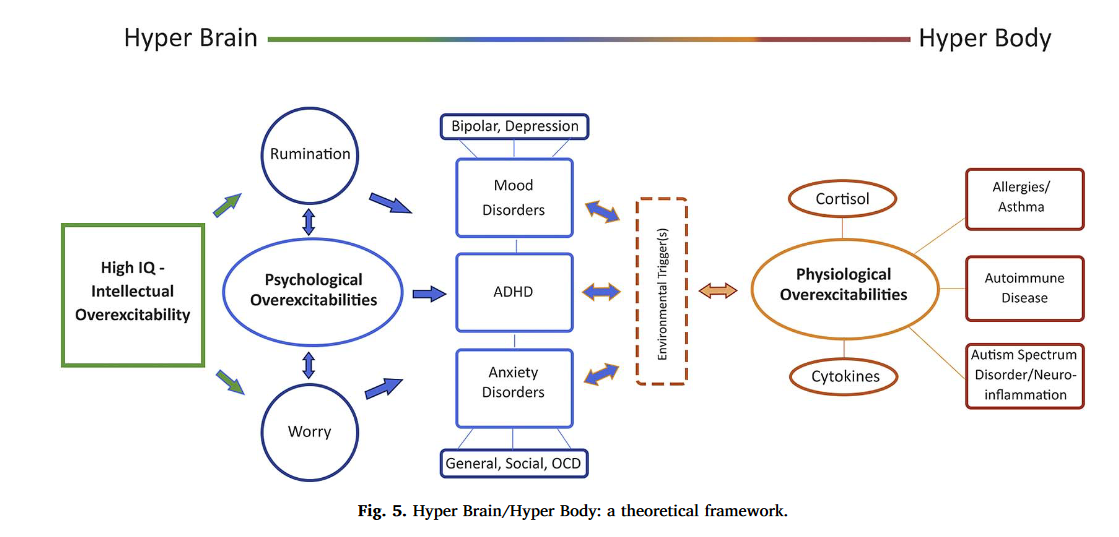 Hyper Brain
Hyper Body
High IQ -
Intellectual
Overexcitability
Rumination
Psychological
Overexcitabilities
Worry
Bipolar, Depression
Mood
Disorders
ADHD
Anxiety
Disorders
General, Social, OCD
Environmental Trigger(s)
Cortisol
Physiological
Overexcitabilities
Cytokines
Allergies/
Asthma
Autoimmune
Disease
Autism Spectrum
Disorder/Neuro-
inflammation
Fig. 5. Hyper Brain/Hyper Body: a theoretical framework.